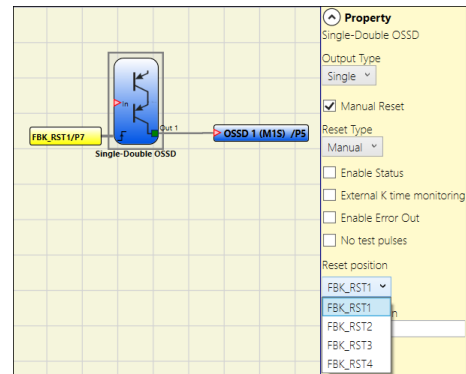 In
Out 1
FBK_RST1/P7
OSSD 1 (M1S) /P5
Single-Double OSSD
Property
Single-Double OSSD
Output Type
Single
Manual Reset
Reset Type
Manual
Enable Status
External K time monitoring
Enable Error Out
No test pulses
Reset position
FBK_RST1
FBK_RST1
FBK_RST2
FBK_RST3
FBK_RST4